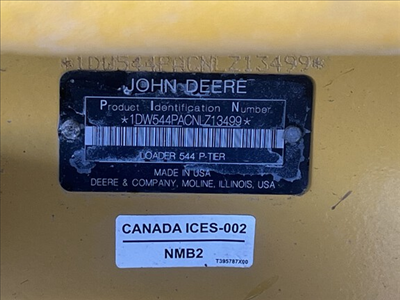 *1DW544PACNLZ13499*
JOHN DEERE
Product Identification Number
*1DW544PACNLZ13499*
LOADER 544 P-TIER
MADE IN USA
DEERE & COMPANY, MOLINE, ILLINOIS, USA
CANADA ICES-002
NMB2
T395787X00